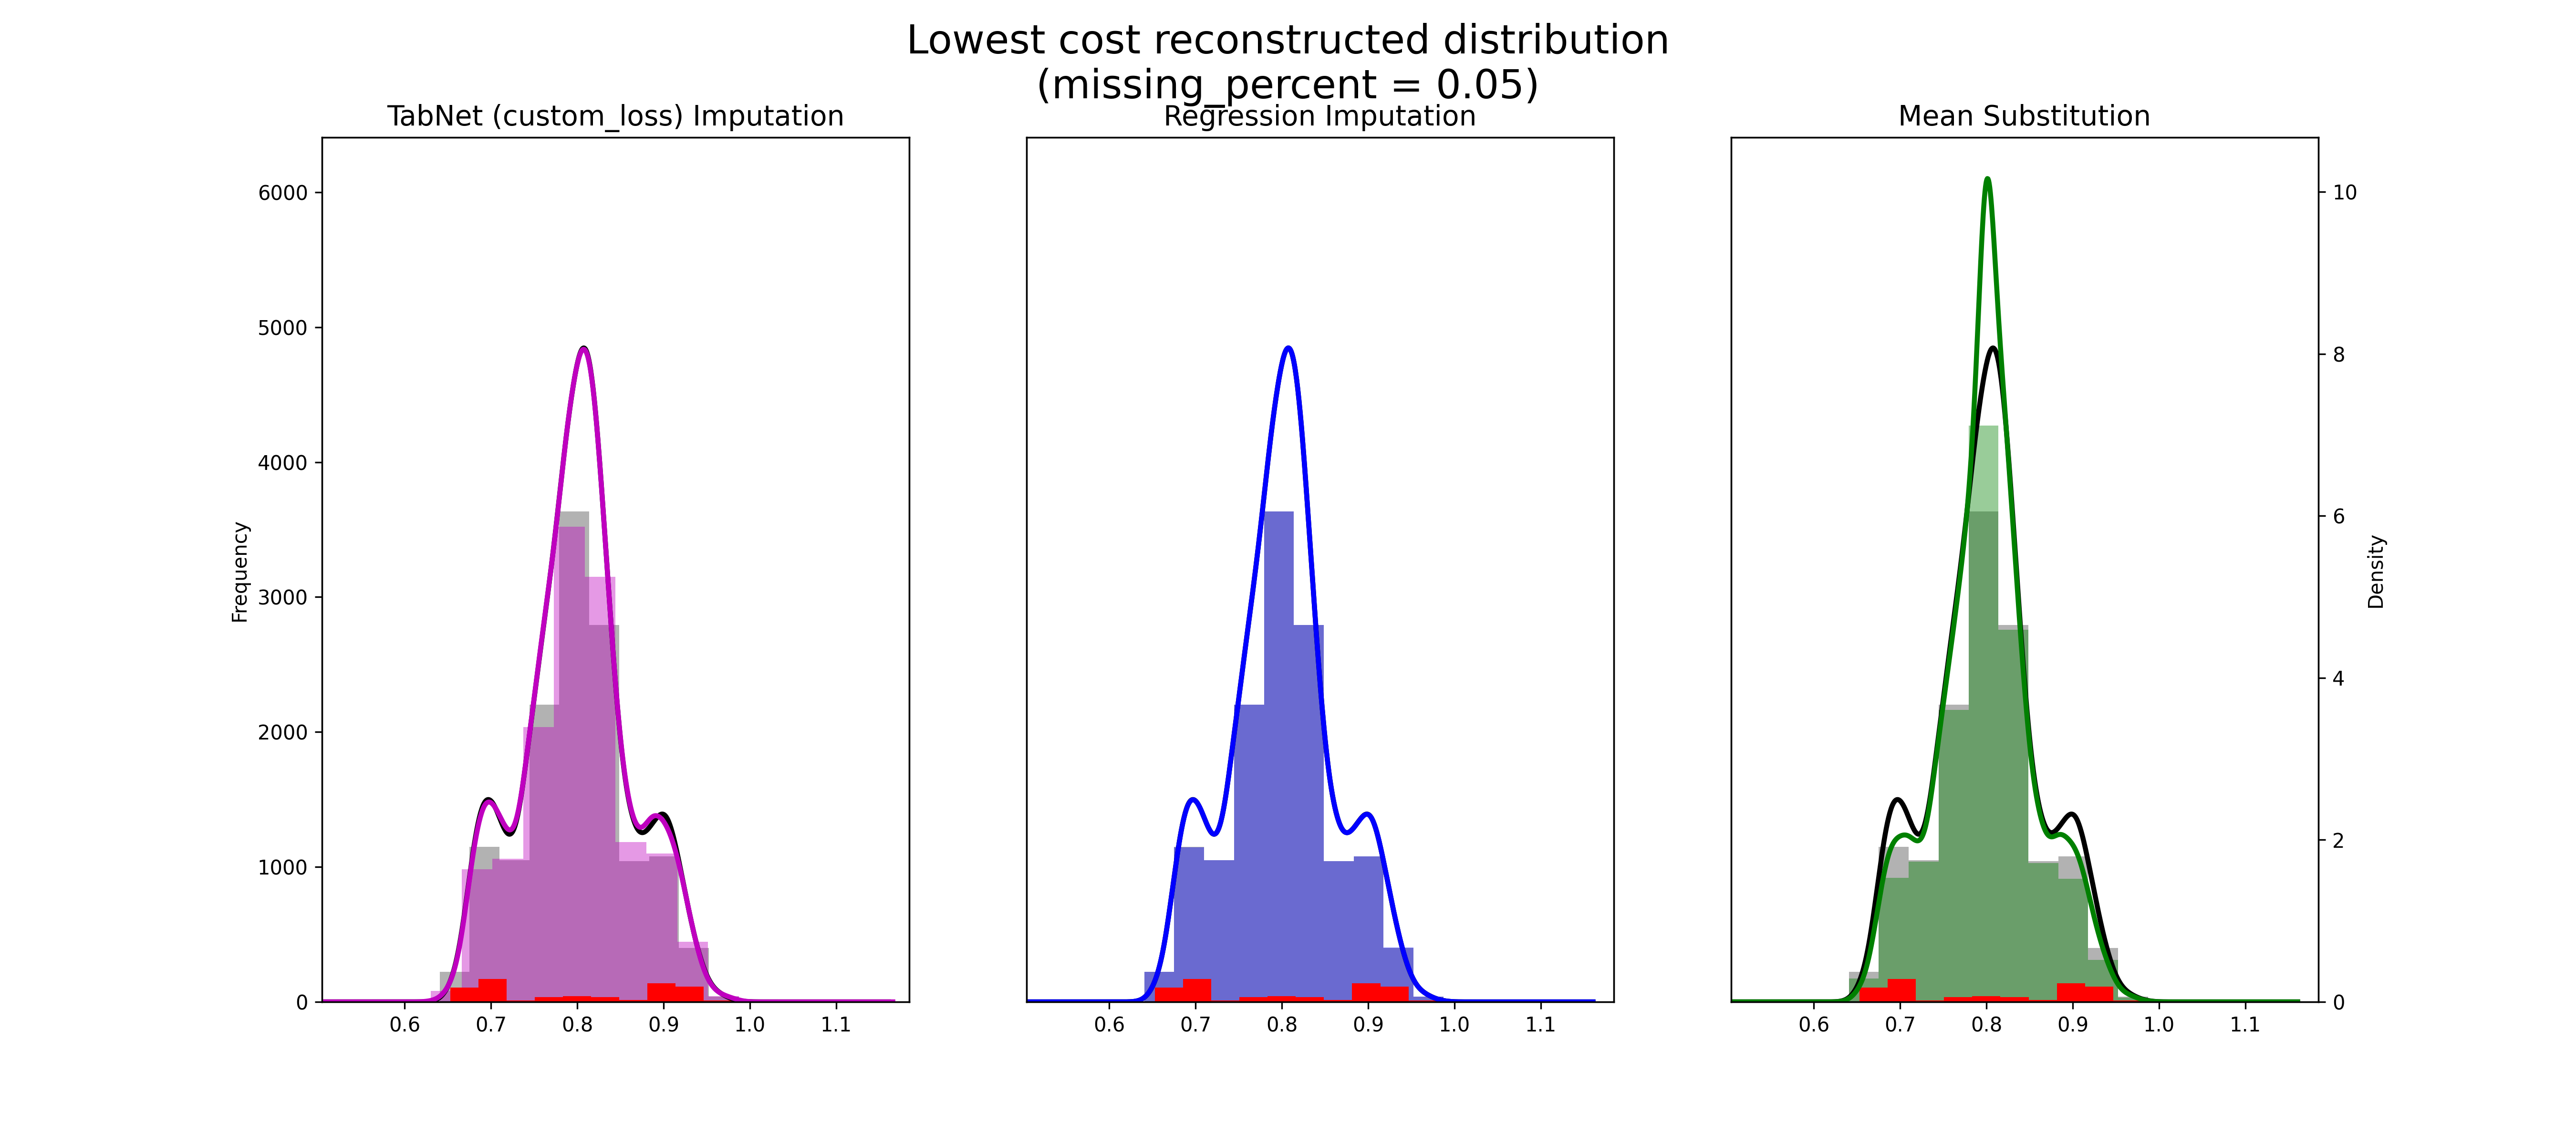 Lowest cost reconstructed distribution
(missing_percent = 0.05)
TabNet (custom_loss) Imputation
Regression Imputation
Mean Substitution
Frequency
6000
5000
4000
3000
2000
1000
0
0.6 0.7 0.8 0.9 1.0 1.1
0.6 0.7 0.8 0.9 1.0 1.1
0.6 0.7 0.8 0.9 1.0 1.1
10
8
6
4
2
0
Density